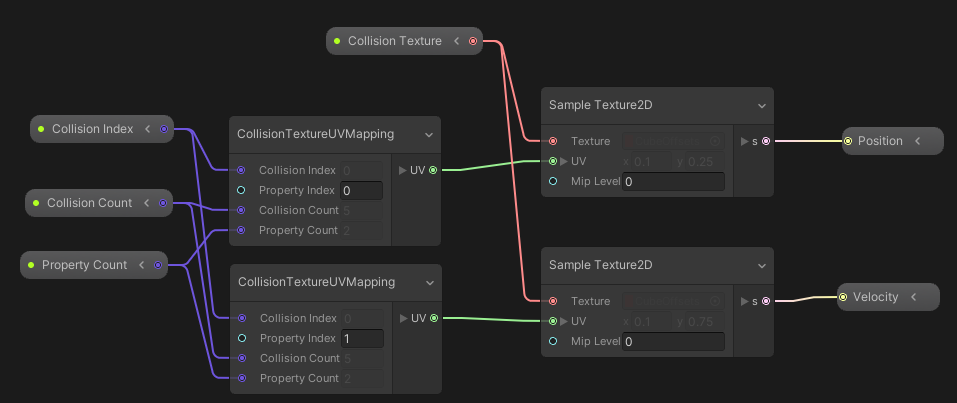 Collision Texture
Collision Index
CollisionTextureUVMapping
Collision Index 0
Property Index 0
Collision Count 5
Property Count 2
UV
Collision Count
Property Count
CollisionTextureUVMapping
Collision Index 0
Property Index 1
Collision Count 5
Property Count 2
UV
Sample Texture2D
Texture
UV x 0.1 y 0.25
Mip Level 0
s
Position
Sample Texture2D
Texture
UV x 0.1 y 0.75
Mip Level 0
s
Velocity